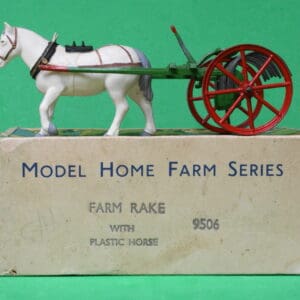 MODEL HOME FARM SERIES
FARM RAKE
WITH 9506
PLASTIC HORSE